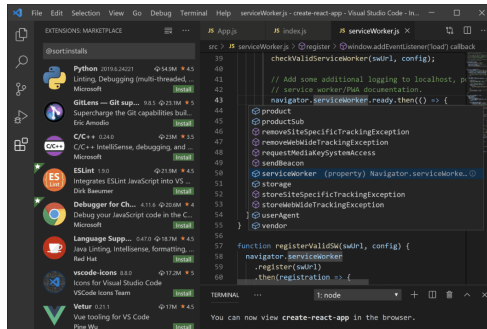 File Edit Selection View Go Debug Terminal Help serviceWorker.js - create-react-app - Visual Studio Code - In...
EXTENSIONS: MARKETPLACE
@sort:installs
Python 2019.6.24221 54.9M 4.5
Linting, Debugging (multi-threaded, ...
Microsoft Install
GitLens — Git sup... 9.8.5 23.1M 5
Supercharge the Git capabilities buil...
Eric Amodio Install
C/C++ 0.24.0 23M 3.5
C/C++ IntelliSense, debugging, and ...
Microsoft Install
ESLint 1.9.0 21.9M 4.5
Integrates ESLint JavaScript into VS ...
Dirk Baeumer Install
Debugger for Ch... 4.11.6 20.6M 4
Debug your JavaScript code in the C...
Microsoft Install
Language Supp... 0.47.0 18.7M 4.5
Java Linting, Intellisense, formatting, ...
Red Hat Install
vscode-icons 8.8.0 17.2M 5
Icons for Visual Studio Code
VSCode Icons Team Install
Vetur 0.21.1 17M 4.5
Vue tooling for VS Code
Pine Wu Install
JS App.js JS index.js JS serviceWorker.js
src > JS serviceWorker.js > register > window.addEventListener('load') callback
39 checkValidServiceWorker(swUrl, config);
40
41 // Add some additional logging to localhost, p
42 // service worker/PWA documentation.
43 navigator.serviceWorker.ready.then(() => {
44 product
45 productSub
46 removeSiteSpecificTrackingException
47 removeWebWideTrackingException
48 requestMediaKeySystemAccess
49 sendBeacon
50 serviceWorker (property) Navigator.serviceWorke...
51 storage
52 storeSiteSpecificTrackingException
53 storeWebWideTrackingException
54 } userAgent
55 } vendor
56
57 function registerValidSW(swUrl, config) {
58 navigator.serviceWorker
59 .register(swUrl)
60 .then(registration => {
TERMINAL ... 1: node
You can now view create-react-app in the browser.